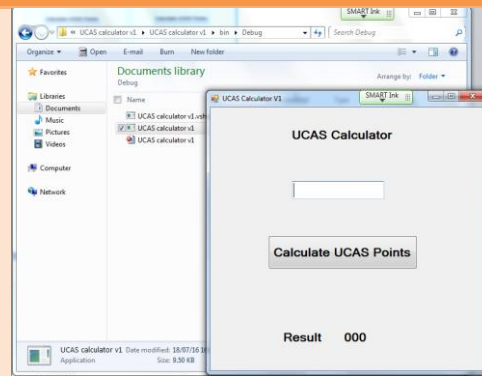 SMART Ink
« UCAS calculator v1 ▸ UCAS calculator v1 ▸ bin ▸ Debug
Search Debug
Organize
Open
E-mail
Burn
New folder
Favorites
Libraries
Documents
Music
Pictures
Videos
Computer
Network
Documents library
Debug
Arrange by: Folder
Name
UCAS calculator v1.vsh
UCAS calculator v1
UCAS calculator v1
UCAS calculator v1 Date modified: 18/07/16
Application Size: 9.50 KB
UCAS Calculator V1
SMART Ink
UCAS Calculator
Calculate UCAS Points
Result 000